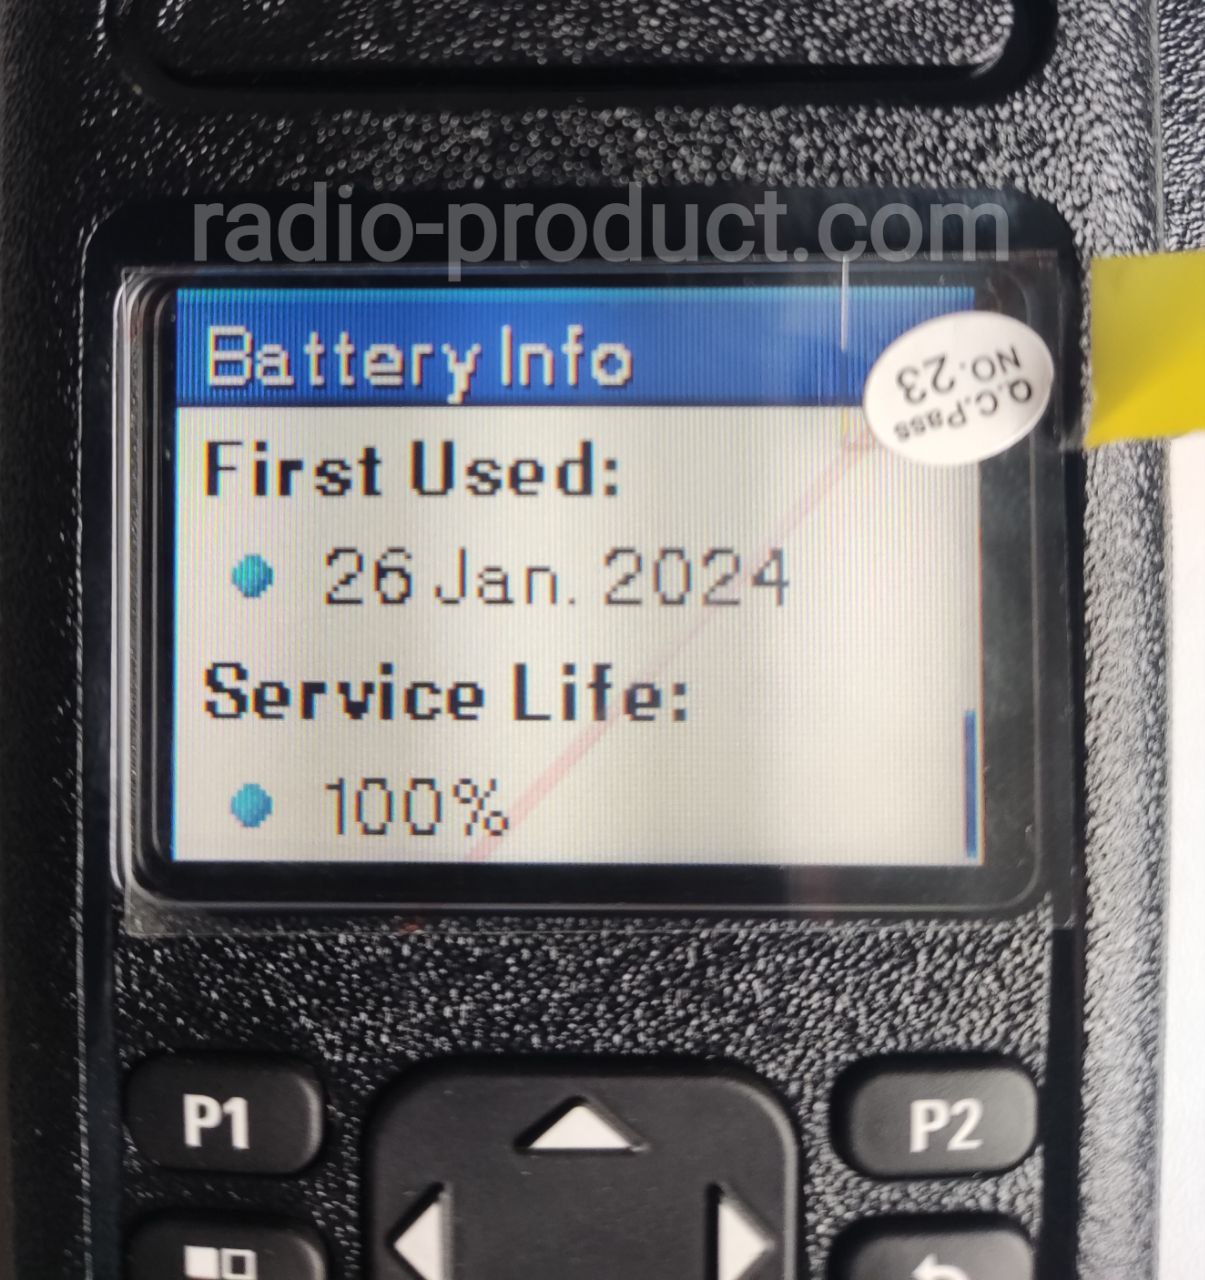 radio-product.com
Battery Info
Q.C.Pass
NO.23
First Used:
26 Jan. 2024
Service Life:
100%
P1
P2